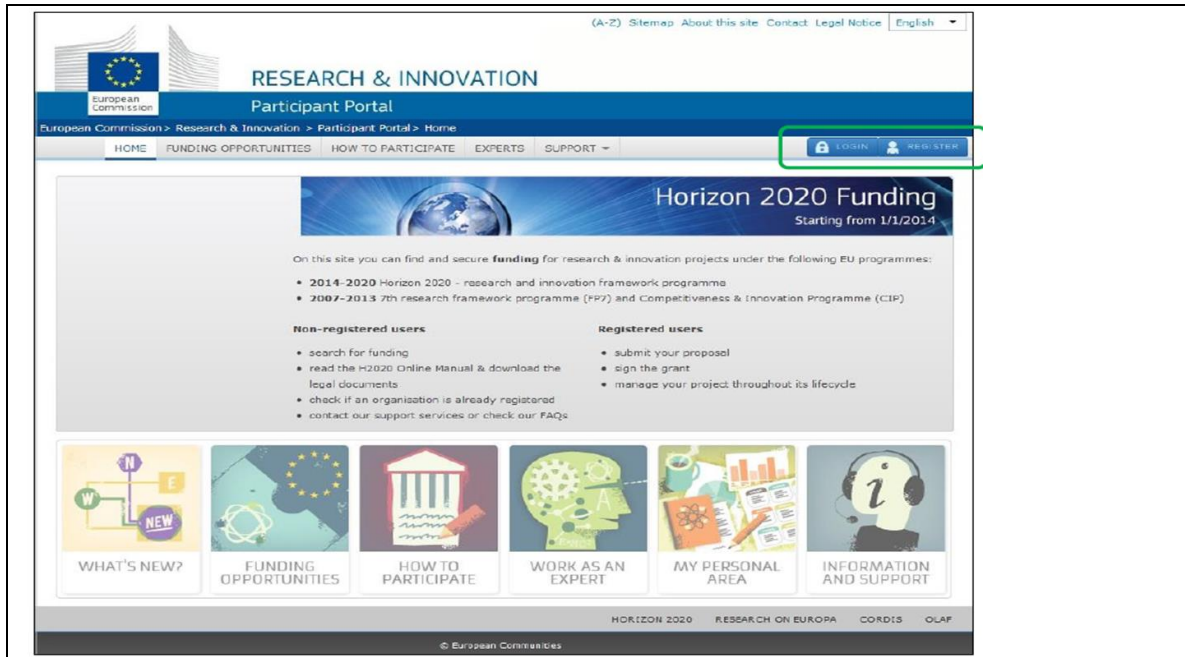 (A-Z) Sitemap About this site Contact Legal Notice English
European
Commission
RESEARCH & INNOVATION
Participant Portal
European Commission > Research & Innovation > Participant Portal > Home
HOME FUNDING OPPORTUNITIES HOW TO PARTICIPATE EXPERTS SUPPORT LOGIN REGISTER
Horizon 2020 Funding
Starting from 1/1/2014
On this site you can find and secure funding for research & innovation projects under the following EU programmes:
• 2014-2020 Horizon 2020 - research and innovation framework programme
• 2007-2013 7th research framework programme (FP7) and Competitiveness & Innovation Programme (CIP)
Non-registered users
• search for funding
• read the H2020 Online Manual & download the
legal documents
• check if an organisation is already registered
• contact our support services or check our FAQs
Registered users
• submit your proposal
• sign the grant
• manage your project throughout its lifecycle
N
W
E
NEW
WHAT'S NEW?
FUNDING
OPPORTUNITIES
HOW TO
PARTICIPATE
A
WORK AS AN
EXPERT
MY PERSONAL
AREA
i
INFORMATION
AND SUPPORT
HORIZON 2020 RESEARCH ON EUROPA CORDIS OLAF
© European Communities